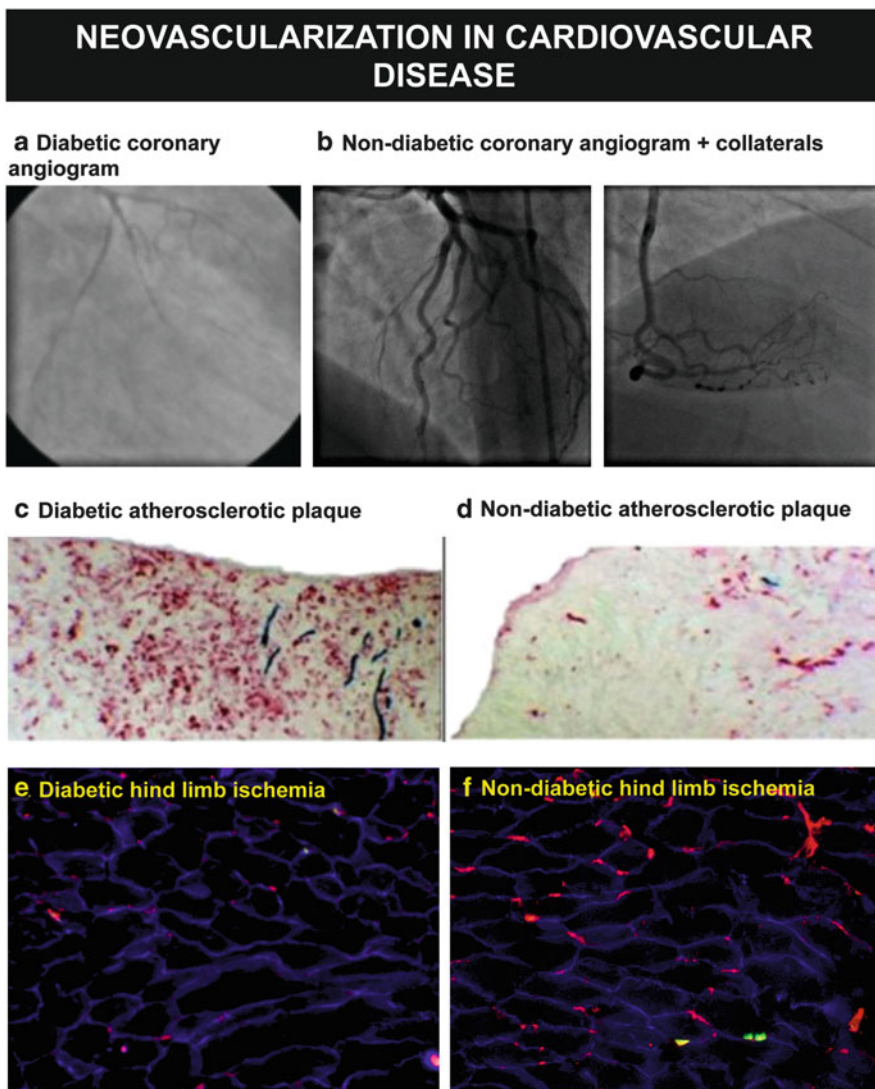 NEOVASCULARIZATION IN CARDIOVASCULAR
DISEASE
a Diabetic coronary
angiogram
b Non-diabetic coronary angiogram + collaterals
c Diabetic atherosclerotic plaque
d Non-diabetic atherosclerotic plaque
e Diabetic hind limb ischemia
f Non-diabetic hind limb ischemia